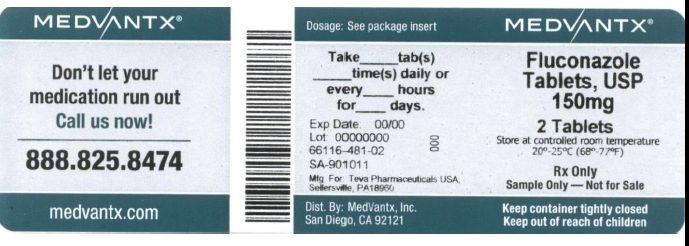 MEDVANTX®
Don't let your
medication run out
Call us now!
888.825.8474
medvantx.com
Dosage: See package insert
Take_____tab(s)
_____time(s) daily or
every____ hours
for____ days.
Exp Date: 00/00
Lot: 00000000
66116-481-02
SA-901011
000
Mfg. For: Teva Pharmaceuticals USA,
Sellersville, PA18960
Dist. By: MedVantx, Inc.
San Diego, CA 92121
MEDVANTX®
Fluconazole
Tablets, USP
150mg
2 Tablets
Store at controlled room temperature
20º-25ºC (68º-77ºF)
Rx Only
Sample Only — Not for Sale
Keep container tightly closed
Keep out of reach of children